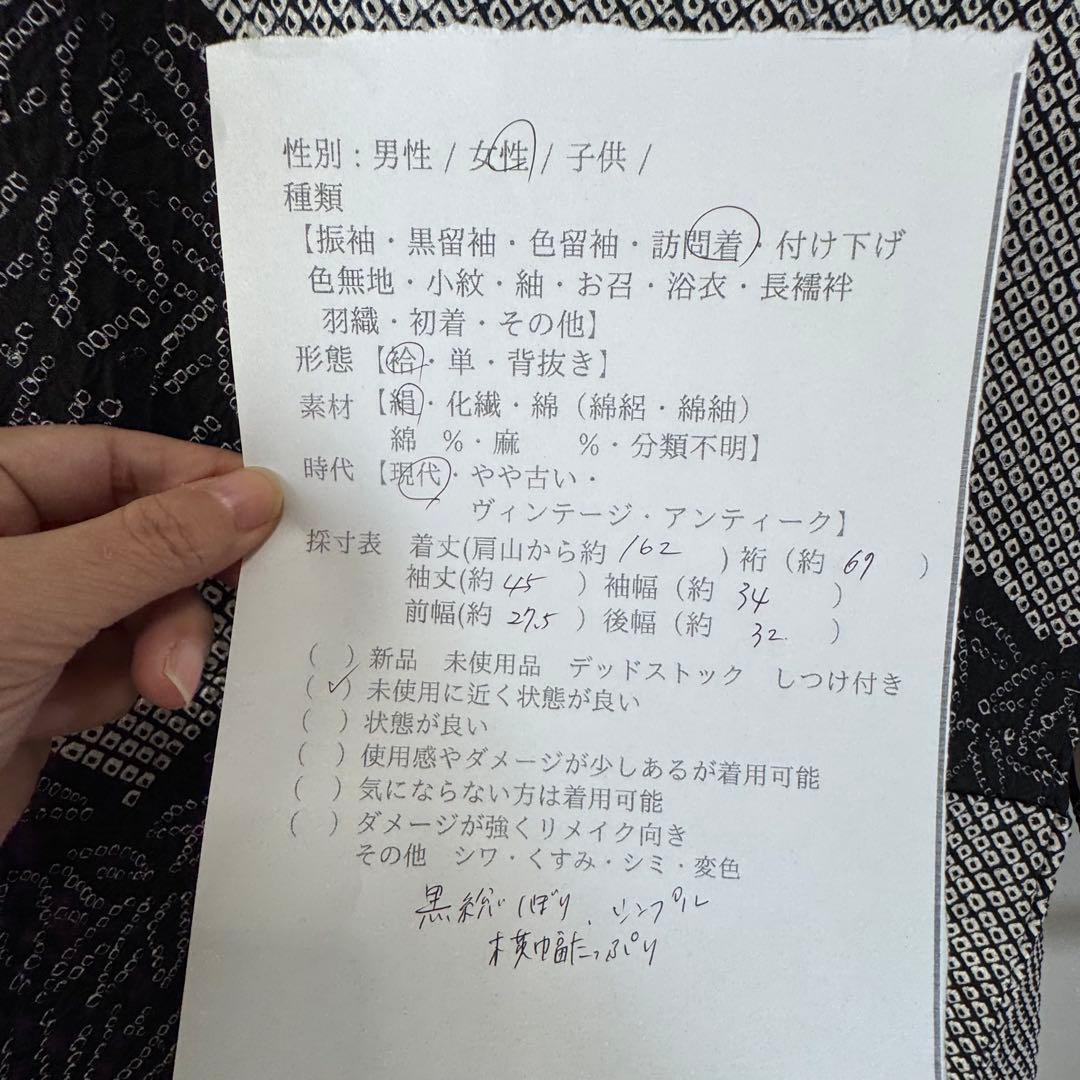 性別：男性 / 女性 / 子供 /
種類
【振袖・黒留袖・色留袖・訪問着・付け下げ
色無地・小紋・紬・お召・浴衣・長襦袢
羽織・初着・その他】
形態【袷・単・背抜き】
素材【絹・化繊・綿（綿絽・綿紬）
綿　％・麻　　％・分類不明】
時代【現代・やや古い・
ヴィンテージ・アンティーク】
採寸表　着丈(肩山から約 162 ) 裄（約 69 ）
袖丈(約 45 ）袖幅（約 34 ）
前幅(約 27.5 ）後幅（約 32. ）
（　）新品　未使用品　デッドストック　しつけ付き
（✓）未使用に近く状態が良い
（　）状態が良い
（　）使用感やダメージが少しあるが着用可能
（　）気にならない方は着用可能
（　）ダメージが強くリメイク向き
その他　シワ・くすみ・シミ・変色
黒総しぼり、シンプル
横巾幅たっぷり